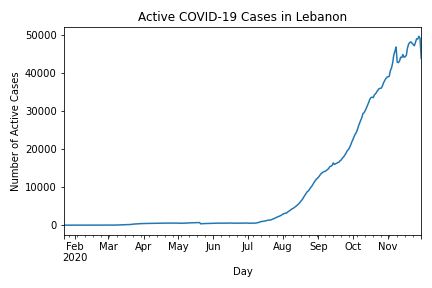 Active COVID-19 Cases in Lebanon
50000
40000
30000
20000
10000
0
Number of Active Cases
Feb Mar Apr May Jun Jul Aug Sep Oct Nov
2020
Day